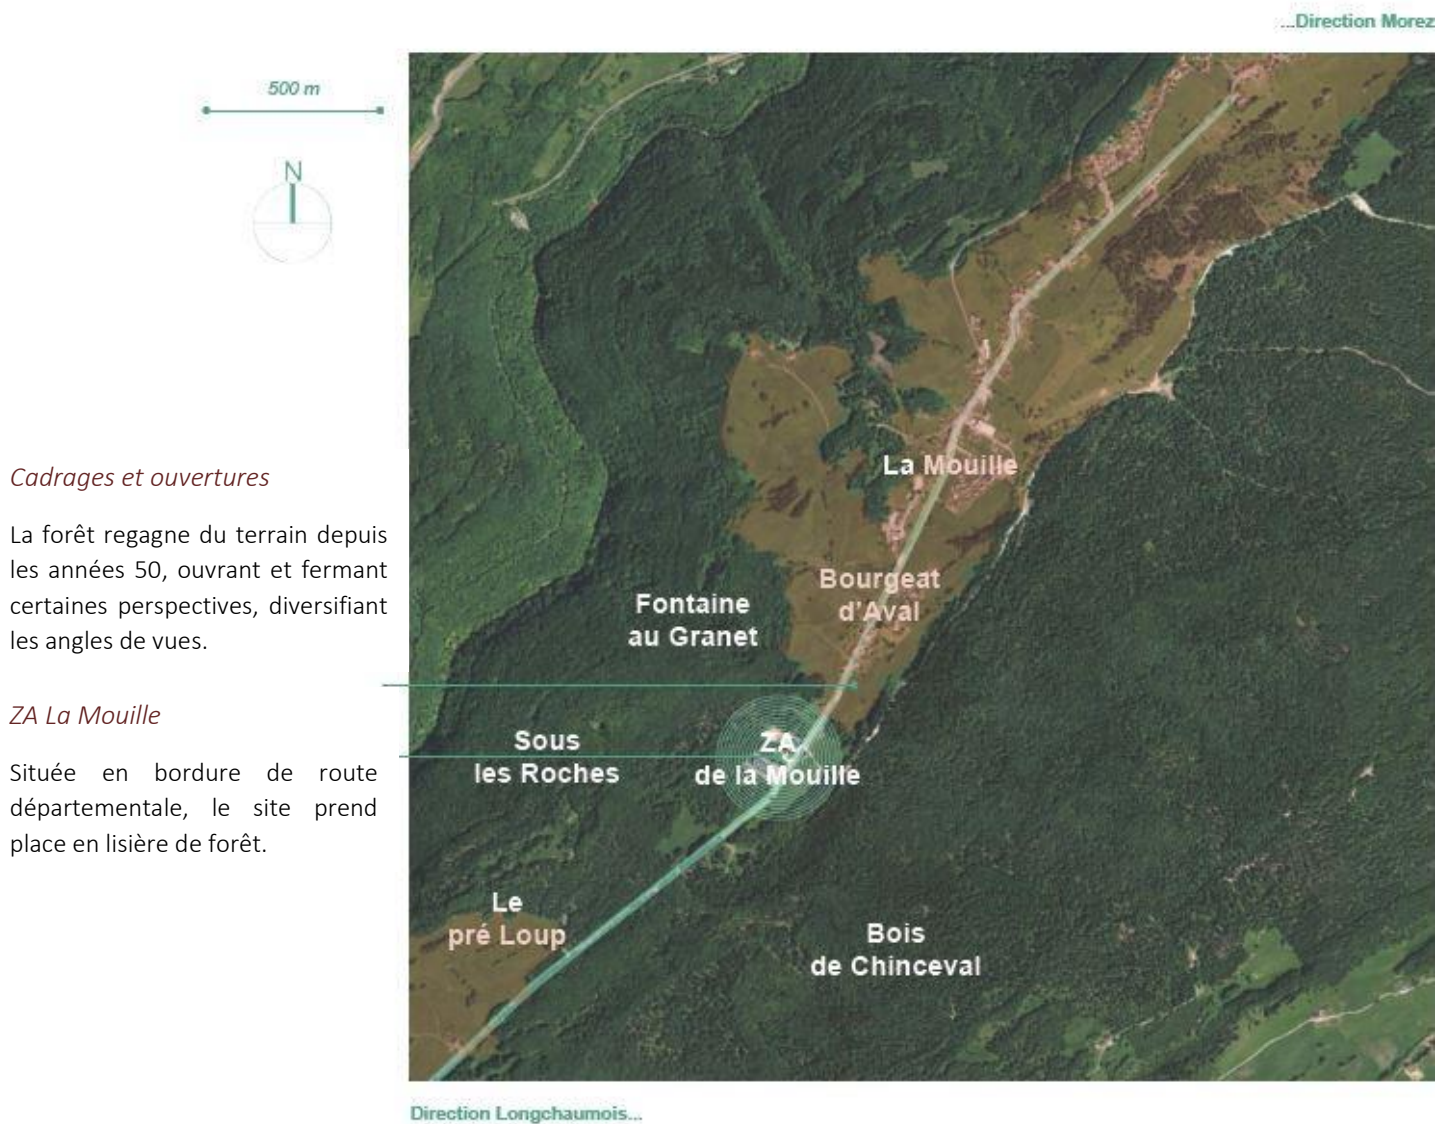 ...Direction Morez
500 m
N
Cadrages et ouvertures
La forêt regagne du terrain depuis
les années 50, ouvrant et fermant
certaines perspectives, diversifiant
les angles de vues.
ZA La Mouille
Située en bordure de route
départementale, le site prend
place en lisière de forêt.
La Mouille
Bourgeat
d'Aval
Fontaine
au Granet
Sous
les Roches
ZA
de la Mouille
Le
pré Loup
Bois
de Chinceval
Direction Longchaumois...